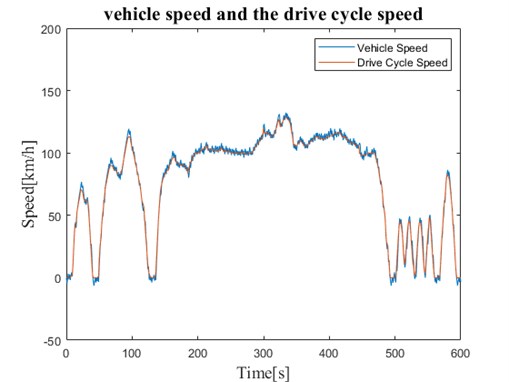 vehicle speed and the drive cycle speed
200
150
100
50
0
-50
Speed[km/h]
Vehicle Speed
Drive Cycle Speed
0 100 200 300 400 500 600
Time[s]